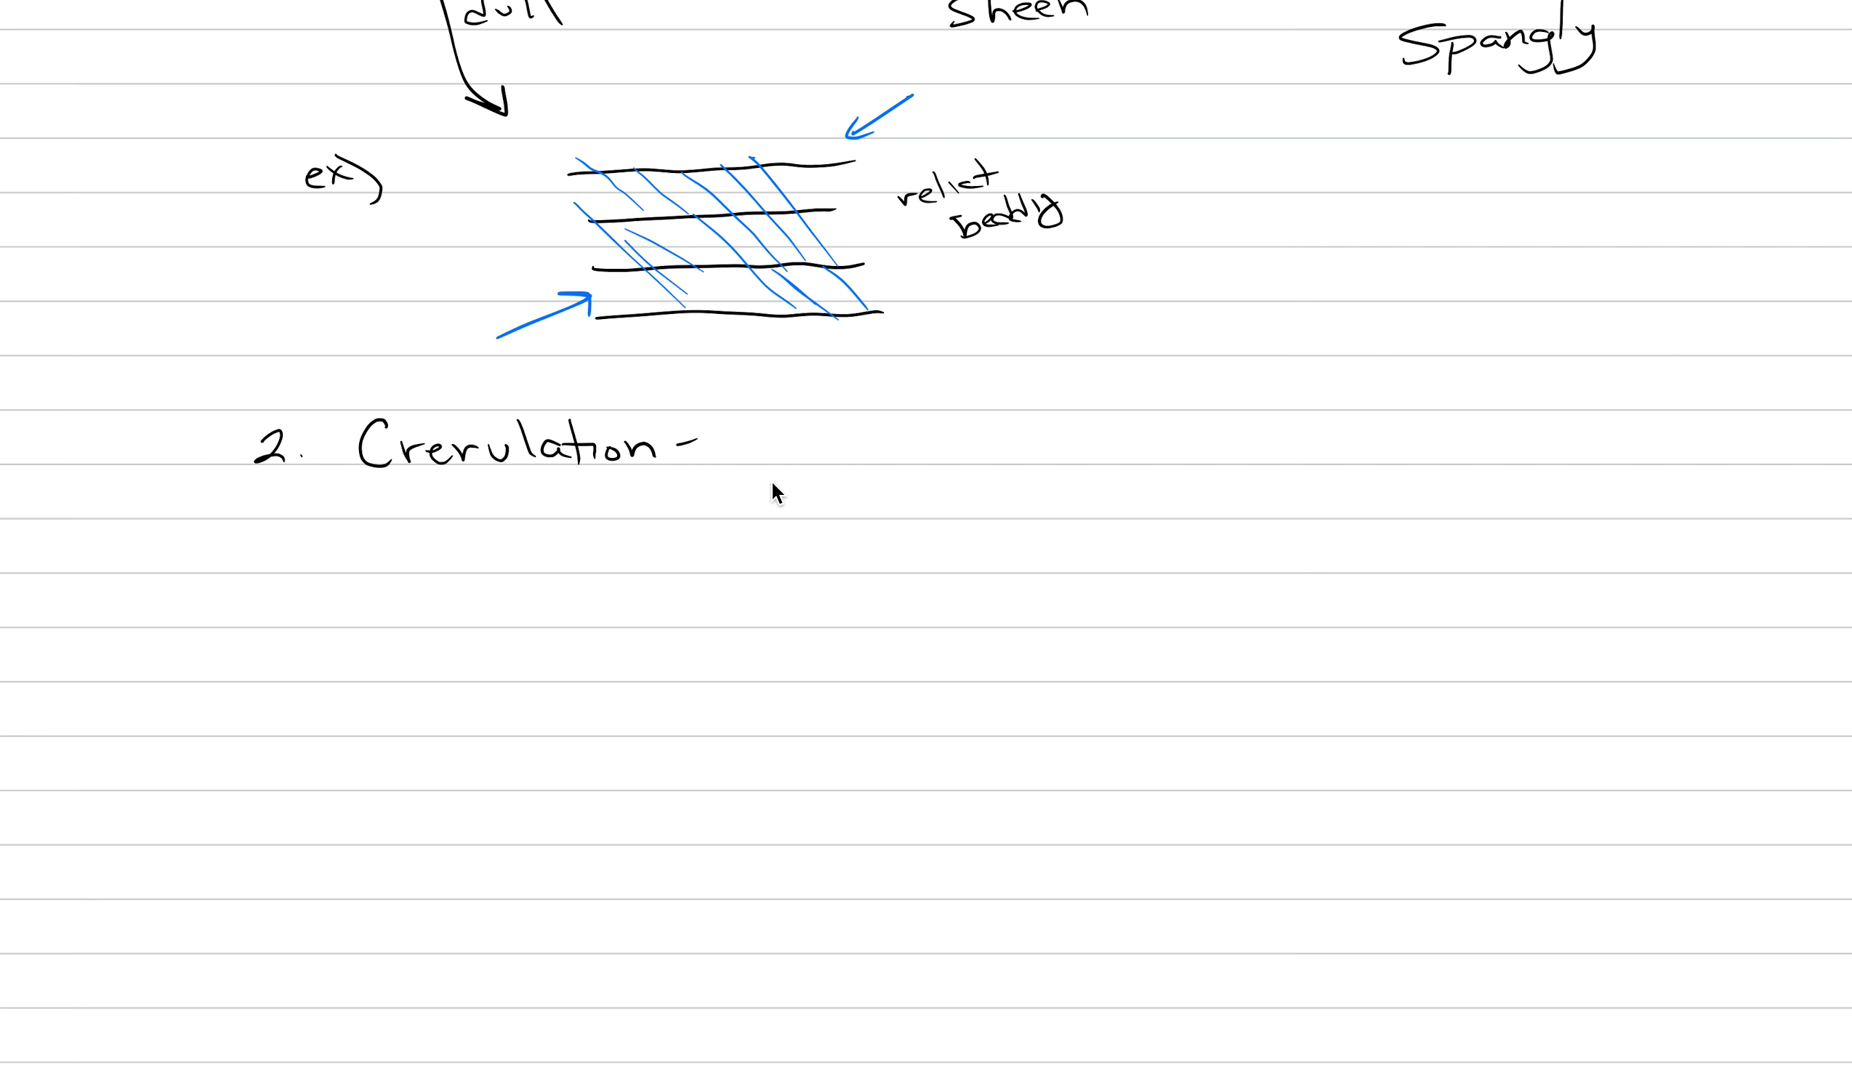 dull
Sheen
Spangly
ex)
relict
bedding
2. Crerulation -